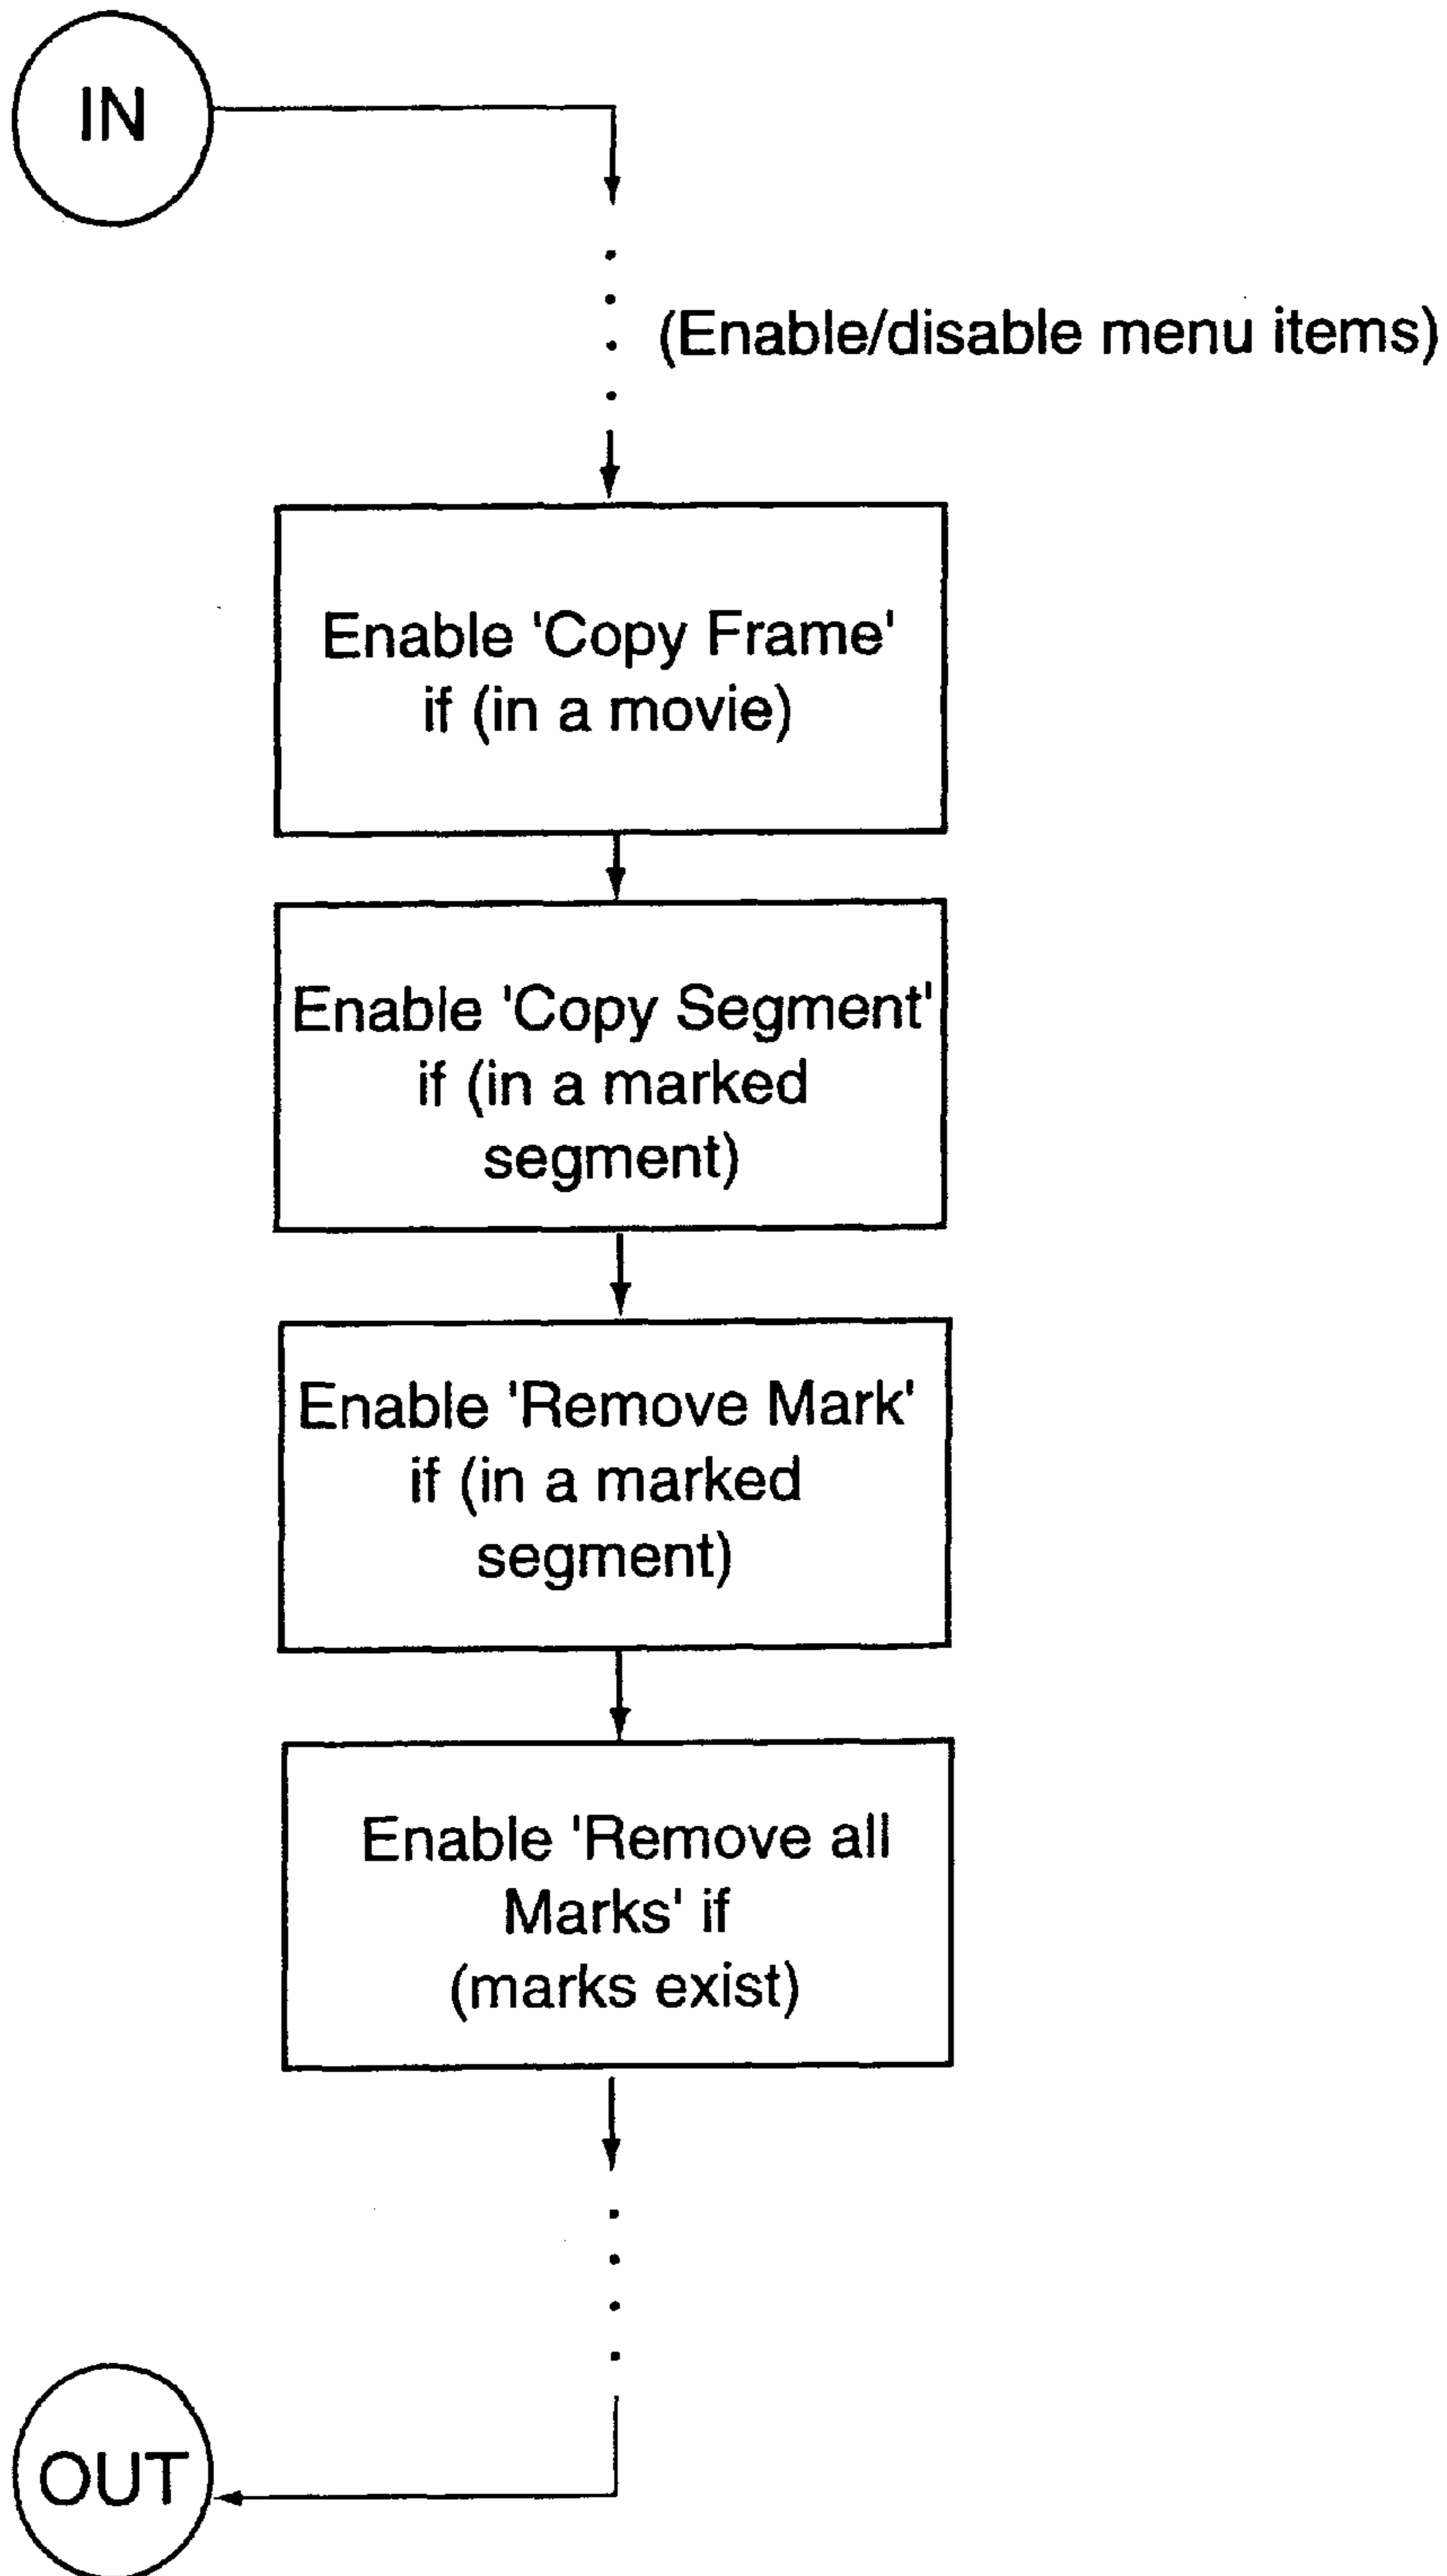 IN
(Enable/disable menu items)
Enable 'Copy Frame'
if (in a movie)
Enable 'Copy Segment'
if (in a marked
segment)
Enable 'Remove Mark'
if (in a marked
segment)
Enable 'Remove all
Marks' if
(marks exist)
OUT